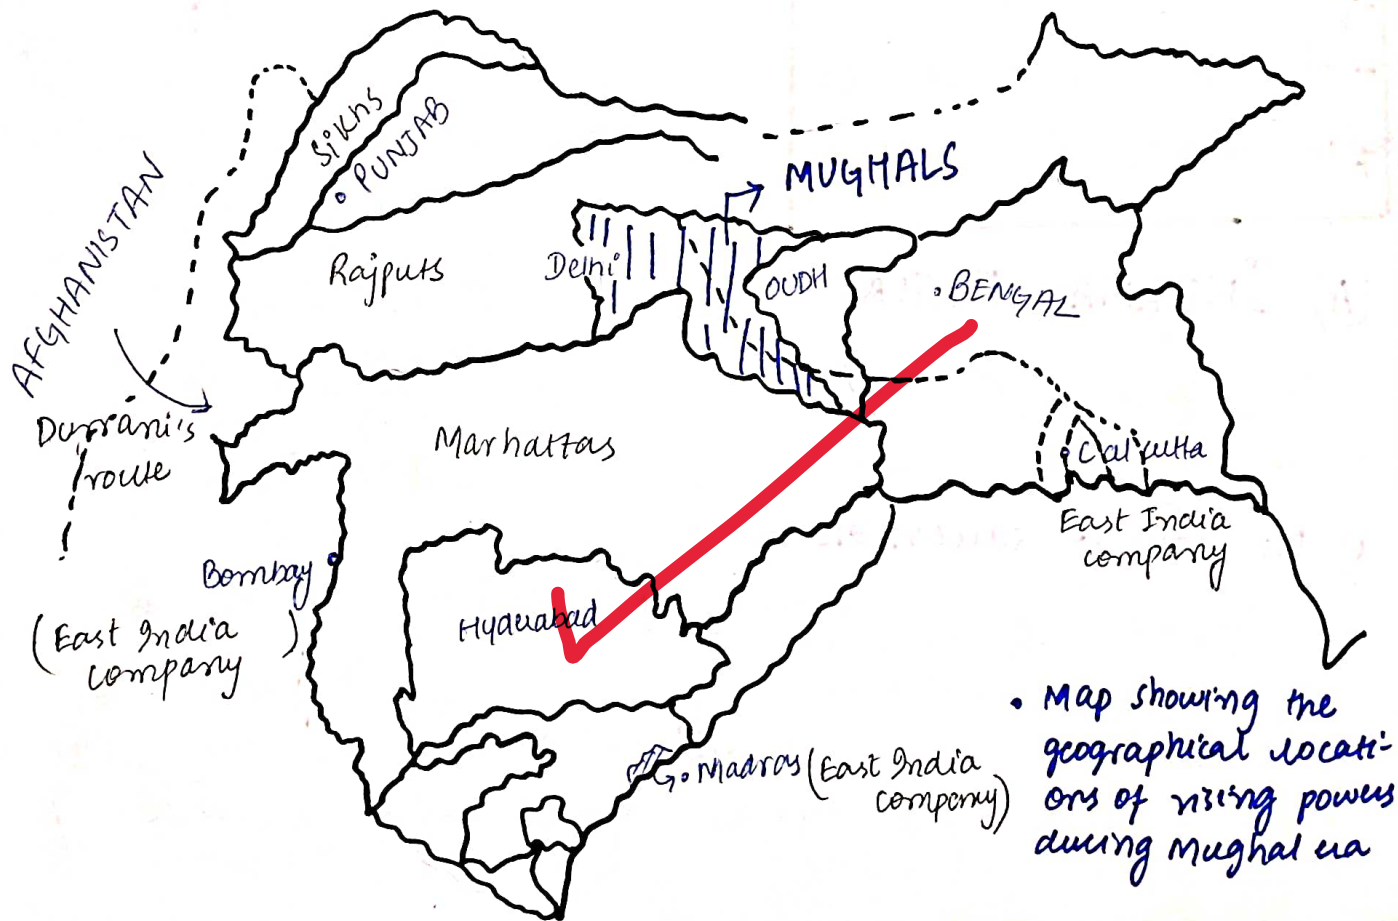 Sikhs
PUNJAB
AFGHANISTAN
MUGHALS
Rajputs
Delhi
OUDH
BENGAL
Durrani's
route
Marhattas
Calcutta
East India
company
Bombay
(East India
company)
Hyderabad
Madras (East India
company)
• Map showing the
geographical locati-
ons of rising powers
during Mughal era